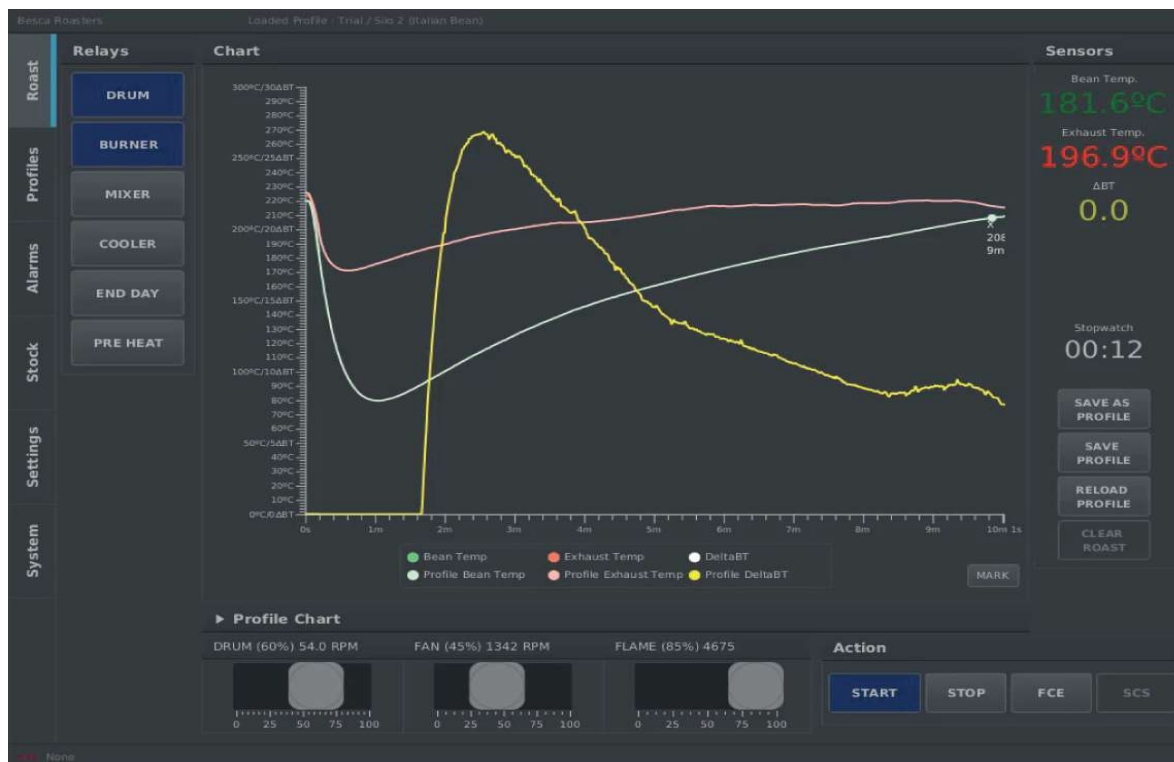 Besca Roasters
Loaded Profile : Trial / Silo 2 (Italian Bean)
Roast
Profiles
Alarms
Stock
Settings
System
Relays
DRUM
BURNER
MIXER
COOLER
END DAY
PRE HEAT
Chart
300ºC/30ΔBT
290ºC
280ºC
270ºC
260ºC
250ºC/25ΔBT
240ºC
230ºC
220ºC
210ºC
200ºC/20ΔBT
190ºC
180ºC
170ºC
160ºC
150ºC/15ΔBT
140ºC
130ºC
120ºC
110ºC
100ºC/10ΔBT
90ºC
80ºC
70ºC
60ºC
50ºC/5ΔBT
40ºC
30ºC
20ºC
10ºC
0ºC/0ΔBT
0s 1m 2m 3m 4m 5m 6m 7m 8m 9m 10m 1s
X
208
9m
Bean Temp Exhaust Temp DeltaBT
Profile Bean Temp Profile Exhaust Temp Profile DeltaBT
MARK
Sensors
Bean Temp.
181.6ºC
Exhaust Temp.
196.9ºC
ΔBT
0.0
Stopwatch
00:12
SAVE AS
PROFILE
SAVE
PROFILE
RELOAD
PROFILE
CLEAR
ROAST
Profile Chart
DRUM (60%) 54.0 RPM
0 25 50 75 100
FAN (45%) 1342 RPM
0 25 50 75 100
FLAME (85%) 4675
0 25 50 75 100
Action
START
STOP
FCE
SCS
None